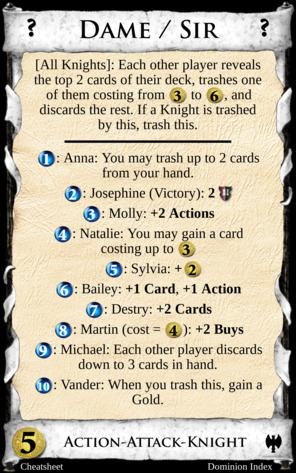 ? DAME / SIR ?
[All Knights]: Each other player reveals
the top 2 cards of their deck, trashes one
of them costing from 3 to 6, and
discards the rest. If a Knight is trashed
by this, trash this.
1: Anna: You may trash up to 2 cards
from your hand.
2: Josephine (Victory): 2
3: Molly: +2 Actions
4: Natalie: You may gain a card
costing up to 3
5: Sylvia: + 2
6: Bailey: +1 Card, +1 Action
7: Destry: +2 Cards
8: Martin (cost = 4): +2 Buys
9: Michael: Each other player discards
down to 3 cards in hand.
10: Vander: When you trash this, gain a
Gold.
5 ACTION-ATTACK-KNIGHT
Cheatsheet Dominion Index